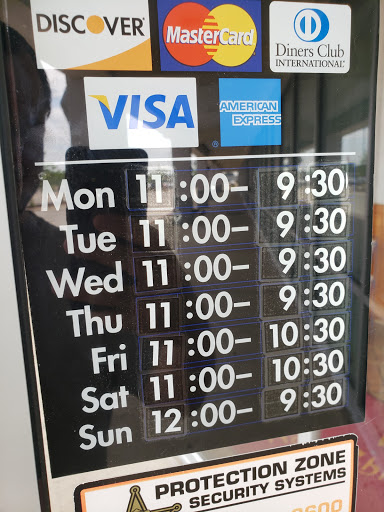 DISCOVER MasterCard Diners Club
INTERNATIONAL
VISA AMERICAN
EXPRESS
Mon 11:00– 9:30
Tue 11:00– 9:30
Wed 11:00– 9:30
Thu 11:00– 9:30
Fri 11:00– 10:30
Sat 11:00– 10:30
Sun 12:00– 9:30
PROTECTION ZONE
SECURITY SYSTEMS